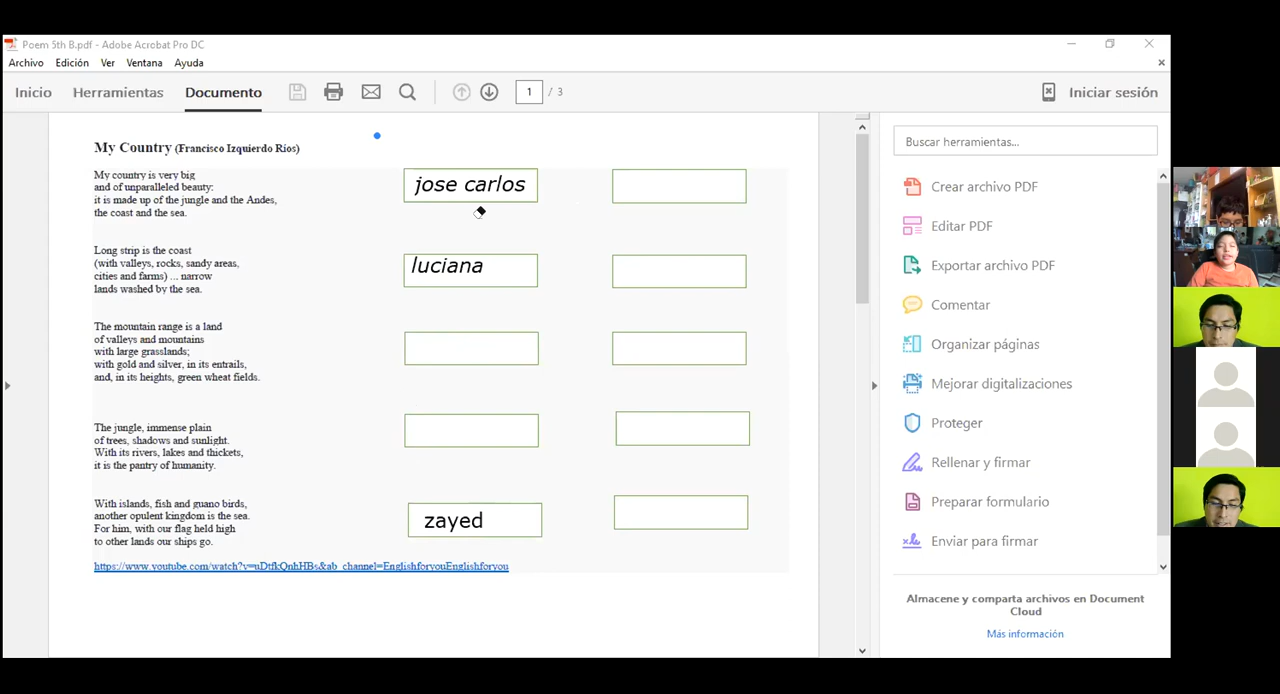 Poem 5th B.pdf - Adobe Acrobat Pro DC
Archivo Edición Ver Ventana Ayuda
Inicio Herramientas Documento 1 / 3 Iniciar sesión
My Country (Francisco Izquierdo Ríos)
My country is very big
and of unparalleled beauty:
it is made up of the jungle and the Andes,
the coast and the sea.
jose carlos
Long strip is the coast
(with valleys, rocks, sandy areas,
cities and farms) ... narrow
lands washed by the sea.
luciana
The mountain range is a land
of valleys and mountains
with large grasslands;
with gold and silver, in its entrails,
and, in its heights, green wheat fields.
The jungle, immense plain
of trees, shadows and sunlight.
With its rivers, lakes and thickets,
it is the pantry of humanity.
With islands, fish and guano birds,
another opulent kingdom is the sea.
For him, with our flag held high
to other lands our ships go.
zayed
https://www.youtube.com/watch?v=uDtfkQnhHBs&ab_channel=EnglishforyouEnglishforyou
Buscar herramientas...
Crear archivo PDF
Editar PDF
Exportar archivo PDF
Comentar
Organizar páginas
Mejorar digitalizaciones
Proteger
Rellenar y firmar
Preparar formulario
Enviar para firmar
Almacene y comparta archivos en Document
Cloud
Más información